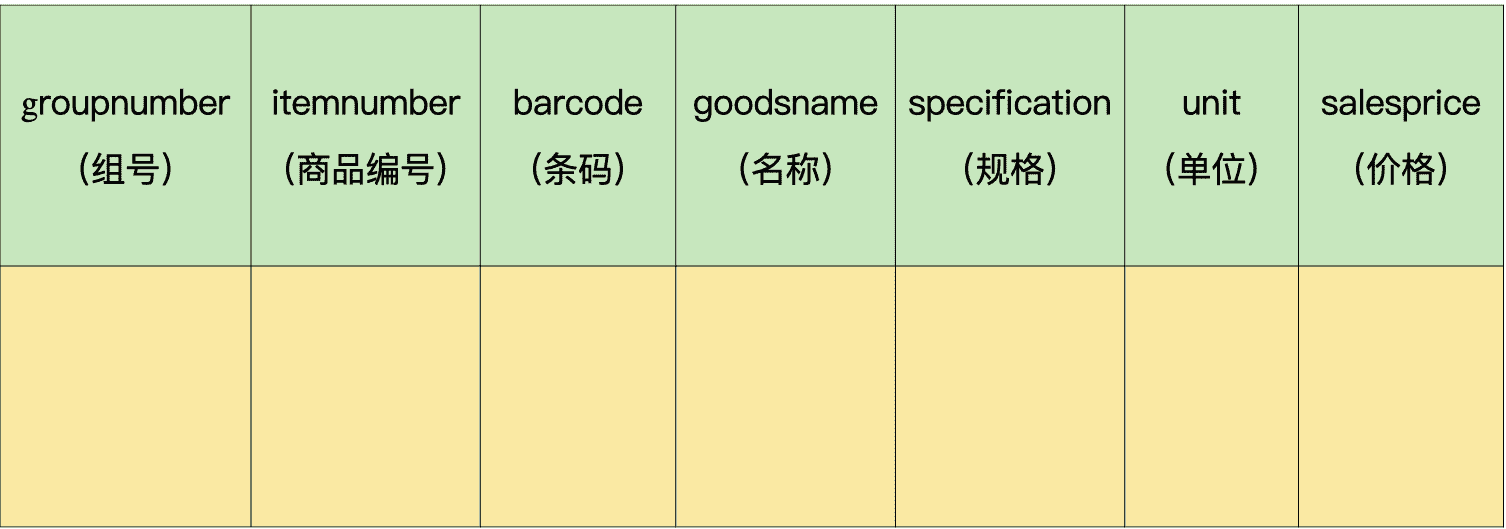 groupnumber
（组号）
itemnumber
（商品编号）
barcode
（条码）
goodsname
（名称）
specification
（规格）
unit
（单位）
salesprice
（价格）